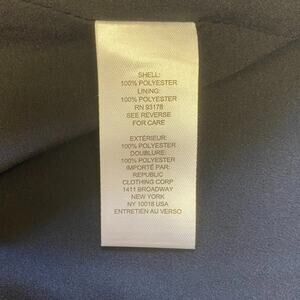 SHELL:
100% POLYESTER
LINING:
100% POLYESTER
RN 93178
SEE REVERSE
FOR CARE
EXTÉRIEUR:
100% POLYESTER
DOUBLURE:
100% POLYESTER
IMPORTÉ PAR:
REPUBLIC
CLOTHING CORP
1411 BROADWAY
NEW YORK
NY 10018 USA
ENTRETIEN AU VERSO